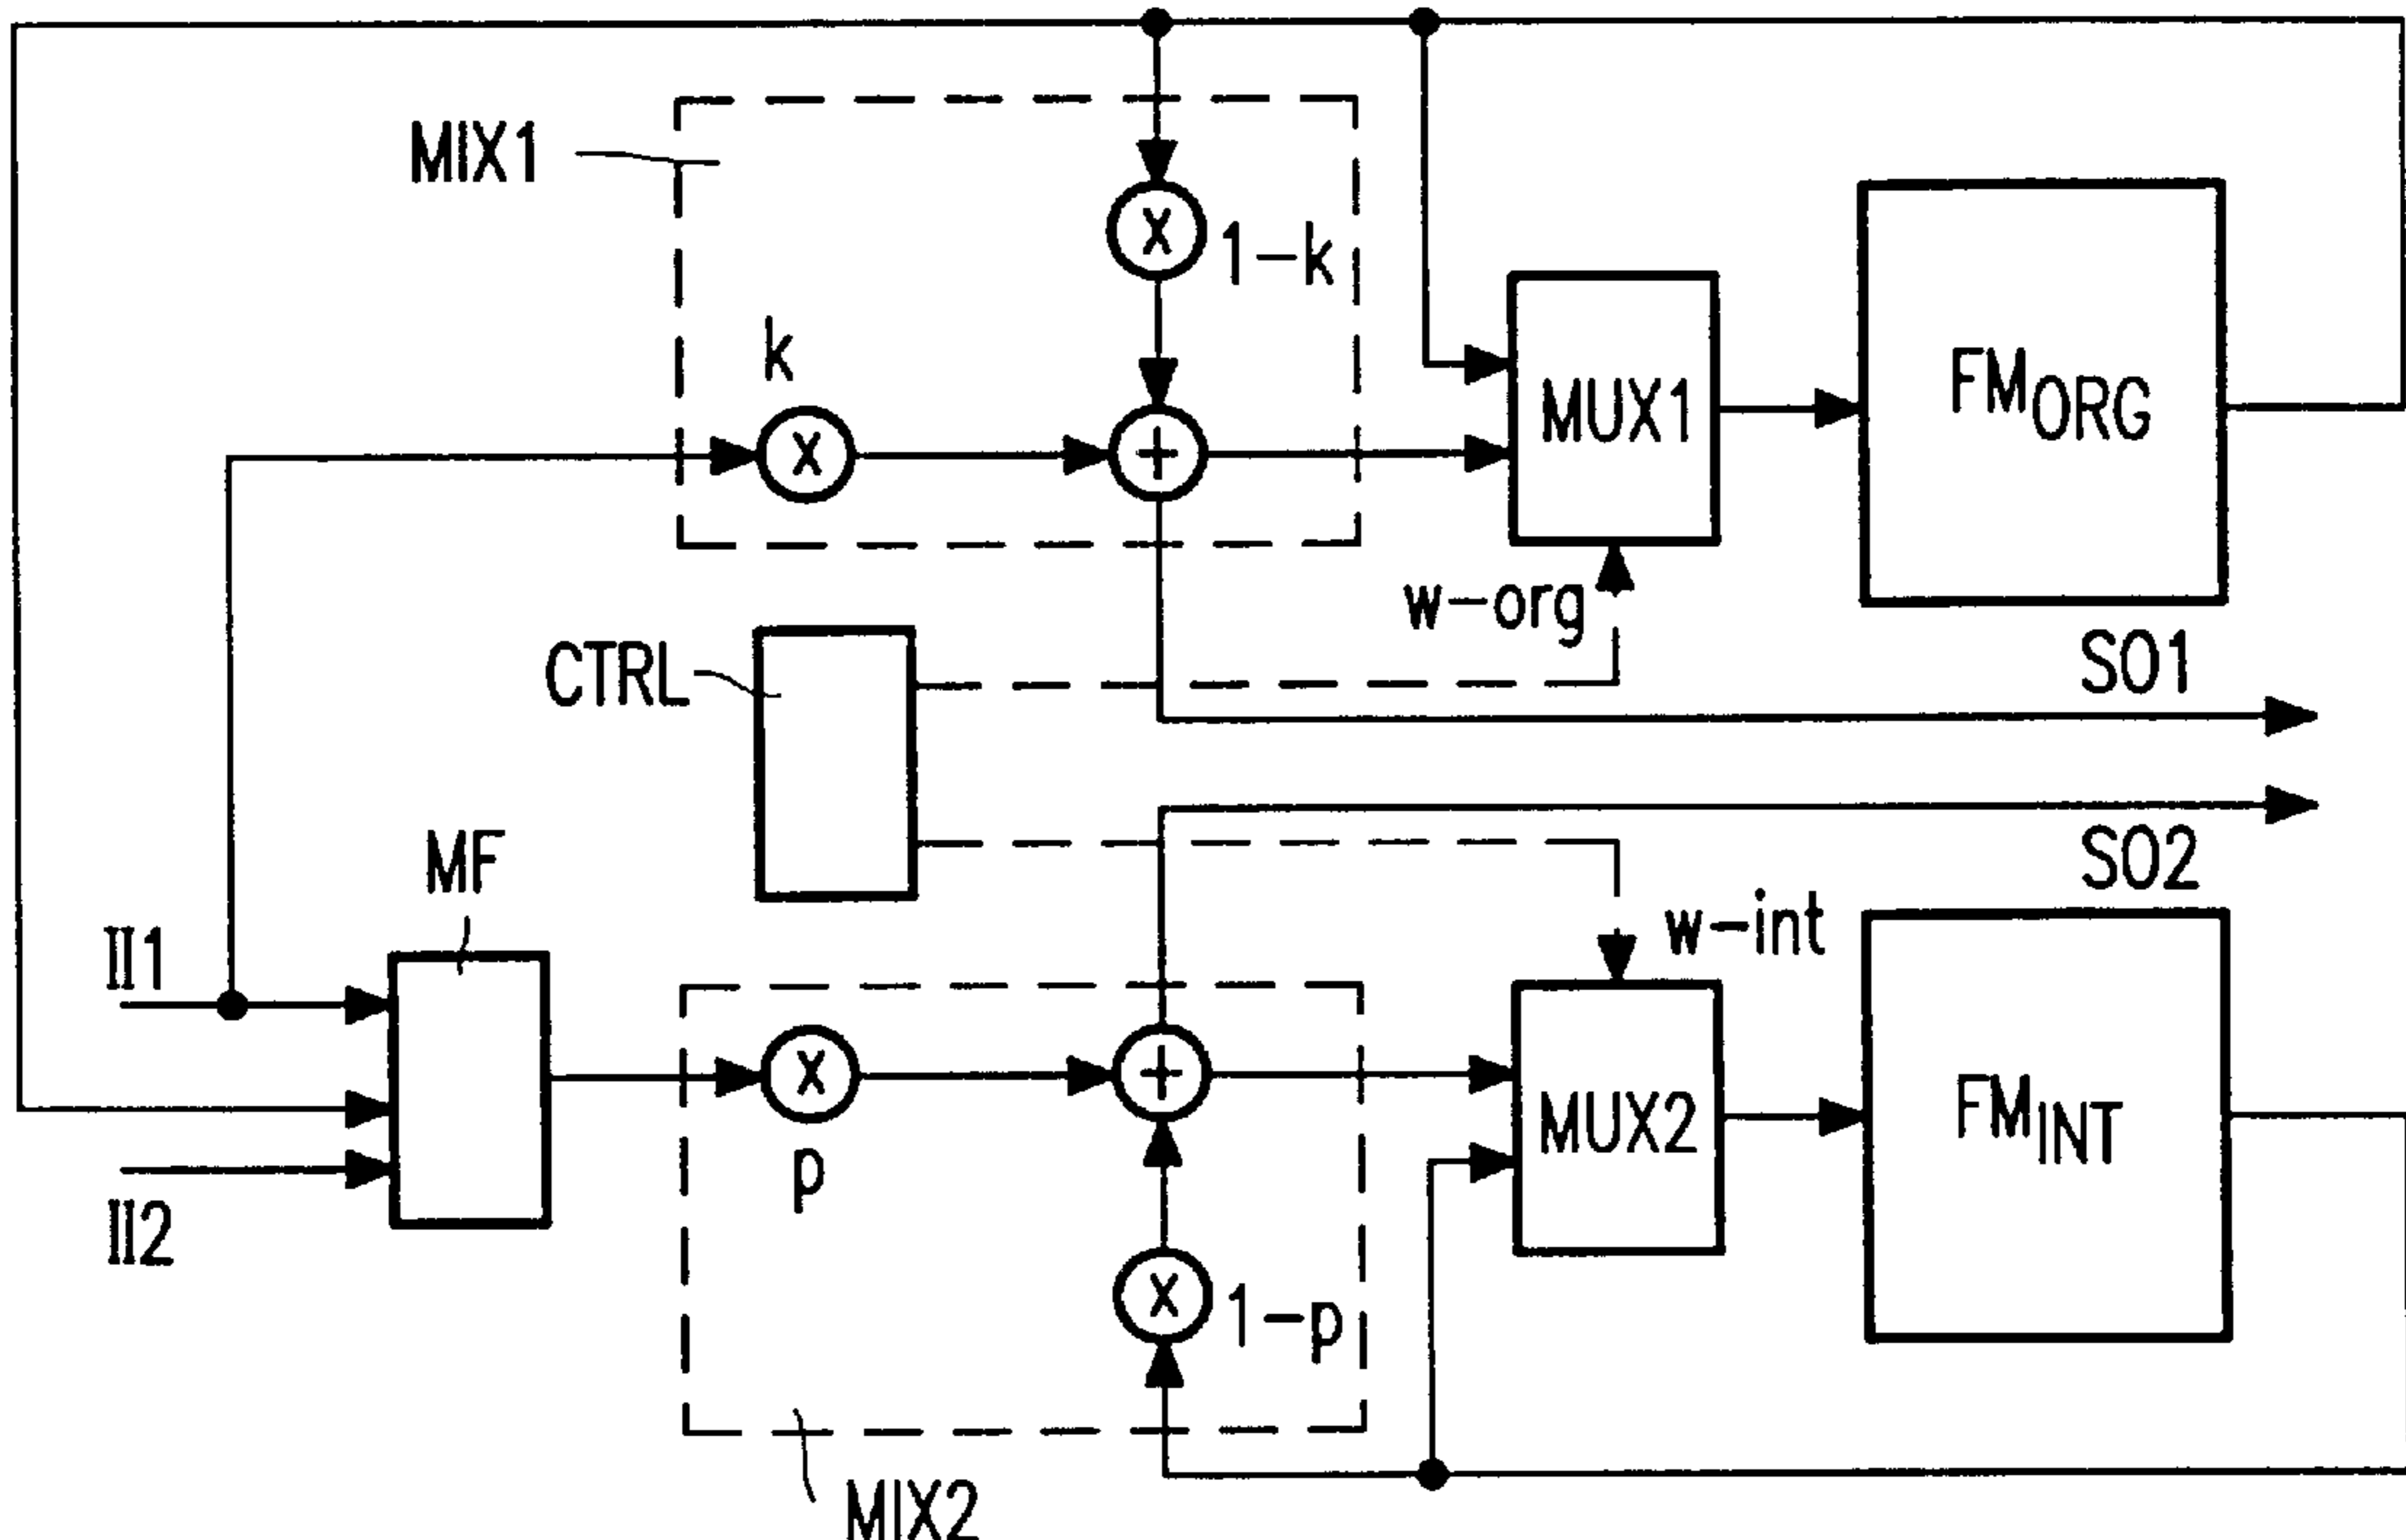 MIX1
X
1-k
k
X
+
MUX1
FMORG
w-org
CTRL
SO1
SO2
MF
w-int
II1
X
+
MUX2
FMINT
p
II2
X
1-p
MIX2